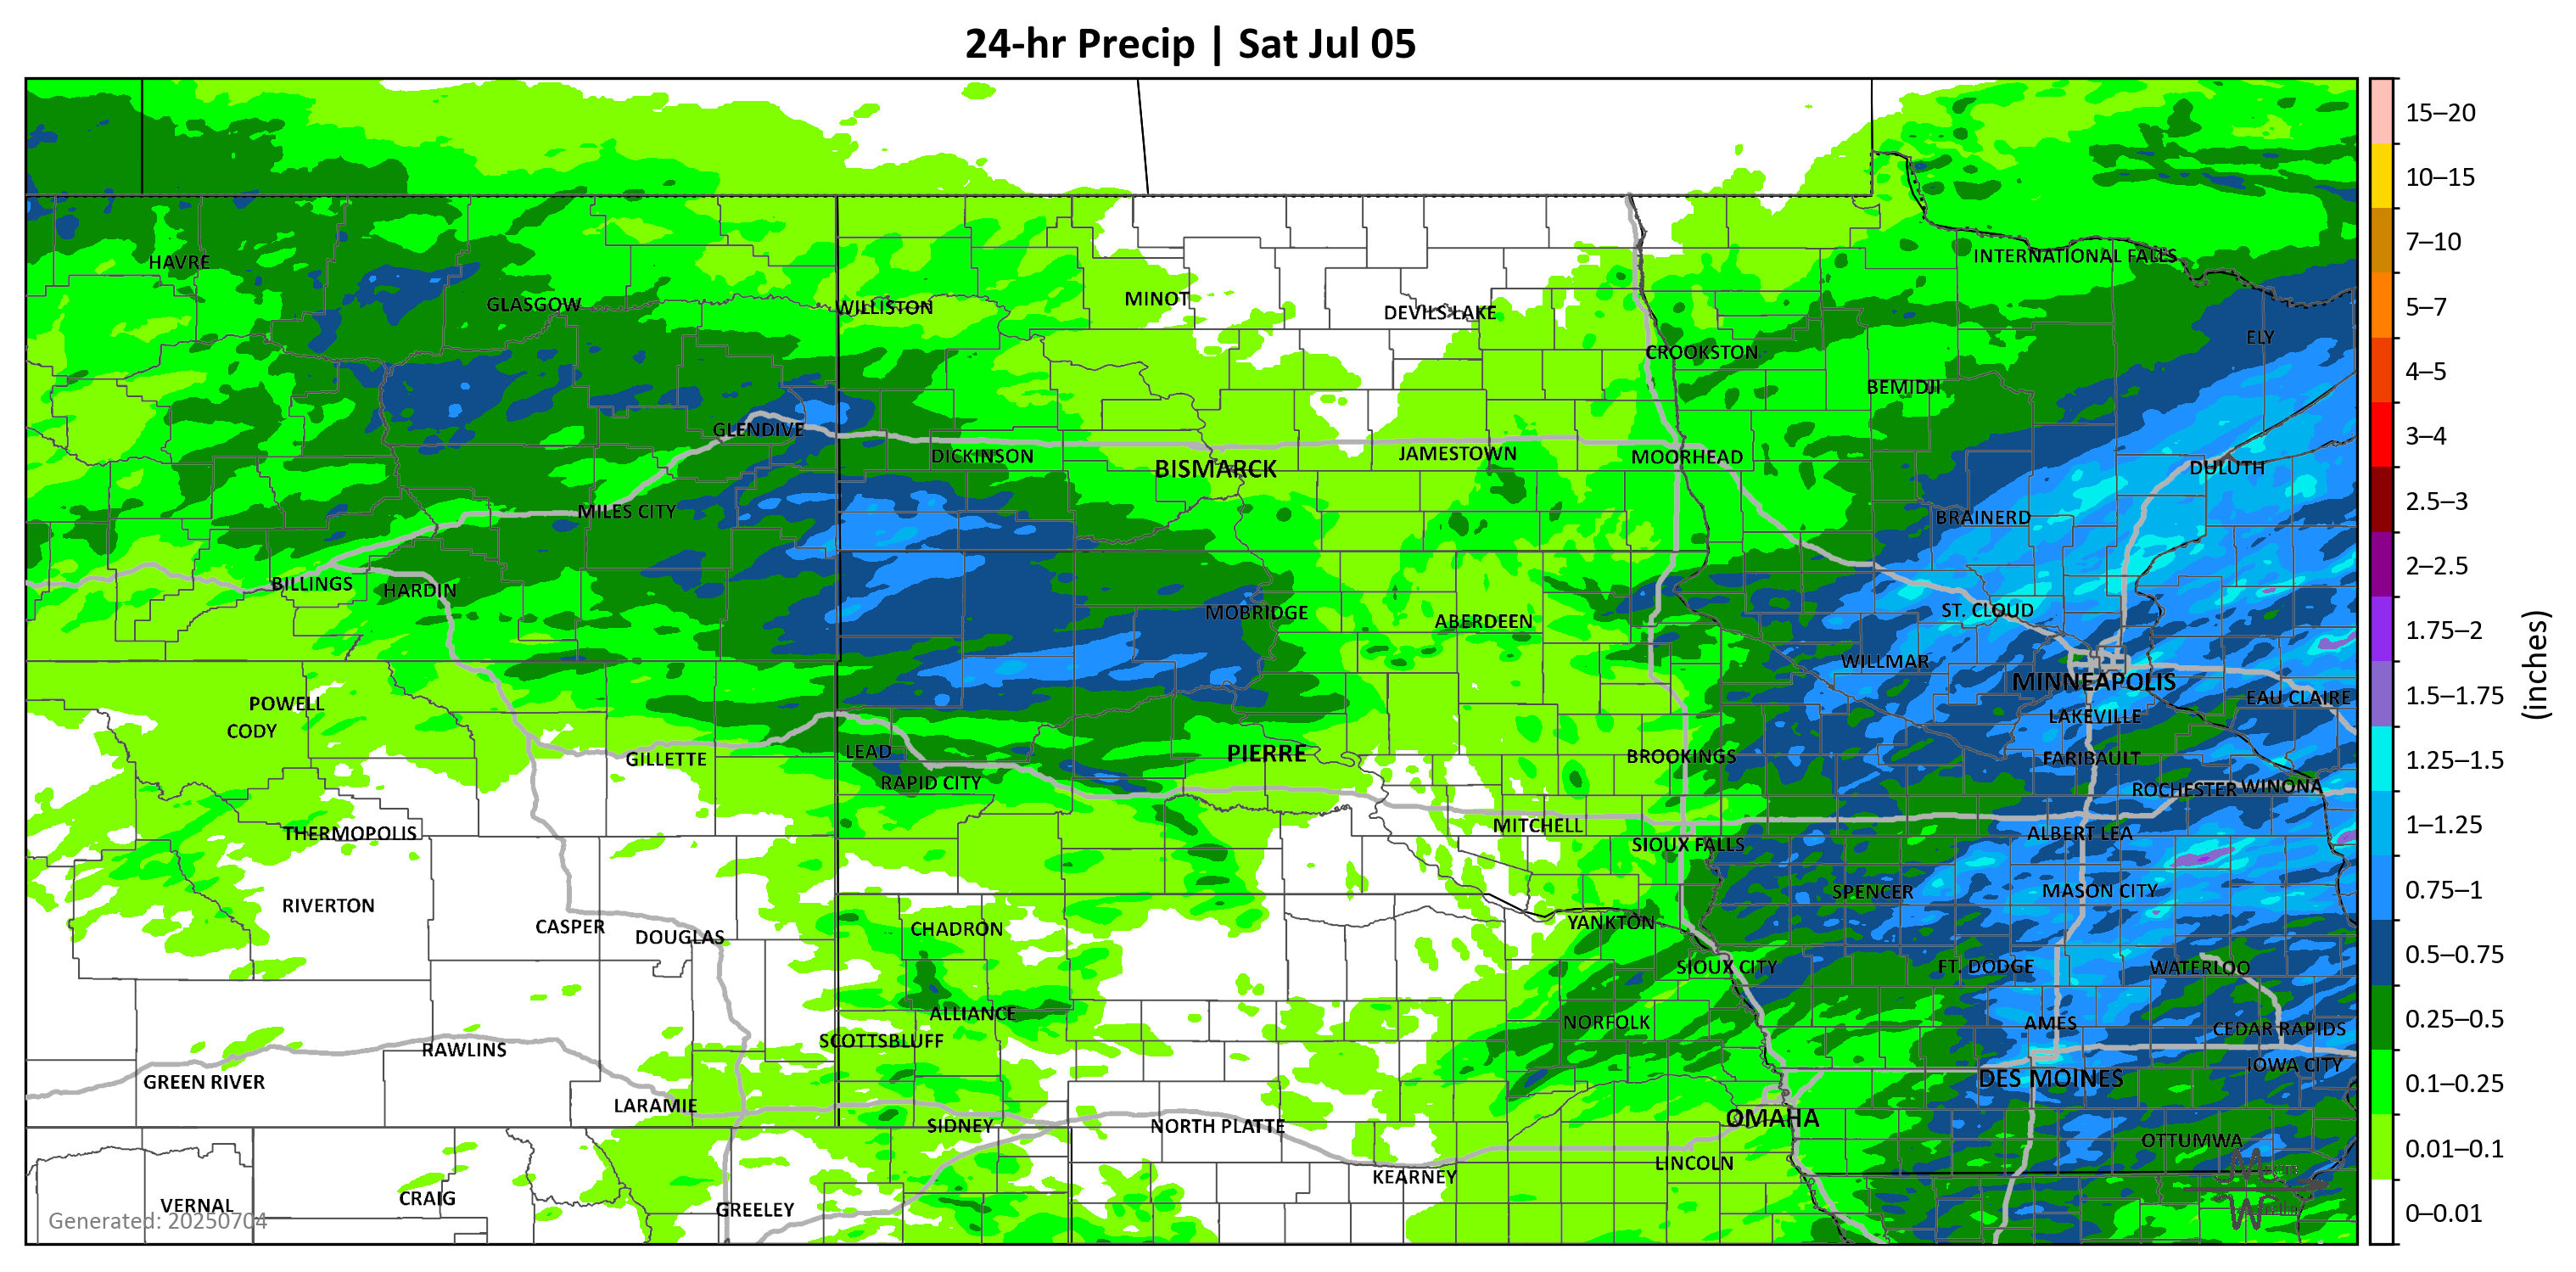 24-hr Precip | Sat Jul 05
INTERNATIONAL FALLS
HAVRE
GLASGOW
WILLISTON
MINOT
DEVILS LAKE
ELY
CROOKSTON
BEMIDJI
GLENDIVE
DICKINSON
BISMARCK
JAMESTOWN
MOORHEAD
DULUTH
MILES CITY
BRAINERD
BILLINGS
HARDIN
MOBRIDGE
ABERDEEN
ST. CLOUD
WILLMAR
MINNEAPOLIS
EAU CLAIRE
POWELL
CODY
LAKEVILLE
GILLETTE
LEAD
PIERRE
BROOKINGS
FARIBAULT
RAPID CITY
ROCHESTER
WINONA
THERMOPOLIS
MITCHELL
ALBERT LEA
SIOUX FALLS
SPENCER
MASON CITY
RIVERTON
CASPER
DOUGLAS
CHADRON
YANKTON
SIOUX CITY
FT. DODGE
WATERLOO
ALLIANCE
NORFOLK
AMES
CEDAR RAPIDS
SCOTTSBLUFF
RAWLINS
IOWA CITY
GREEN RIVER
DES MOINES
LARAMIE
SIDNEY
NORTH PLATTE
OMAHA
OTTUMWA
LINCOLN
KEARNEY
VERNAL
CRAIG
GREELEY
Generated: 20250704
15–20
10–15
7–10
5–7
4–5
3–4
2.5–3
2–2.5
1.75–2
1.5–1.75
1.25–1.5
1–1.25
0.75–1
0.5–0.75
0.25–0.5
0.1–0.25
0.01–0.1
0–0.01
(inches)